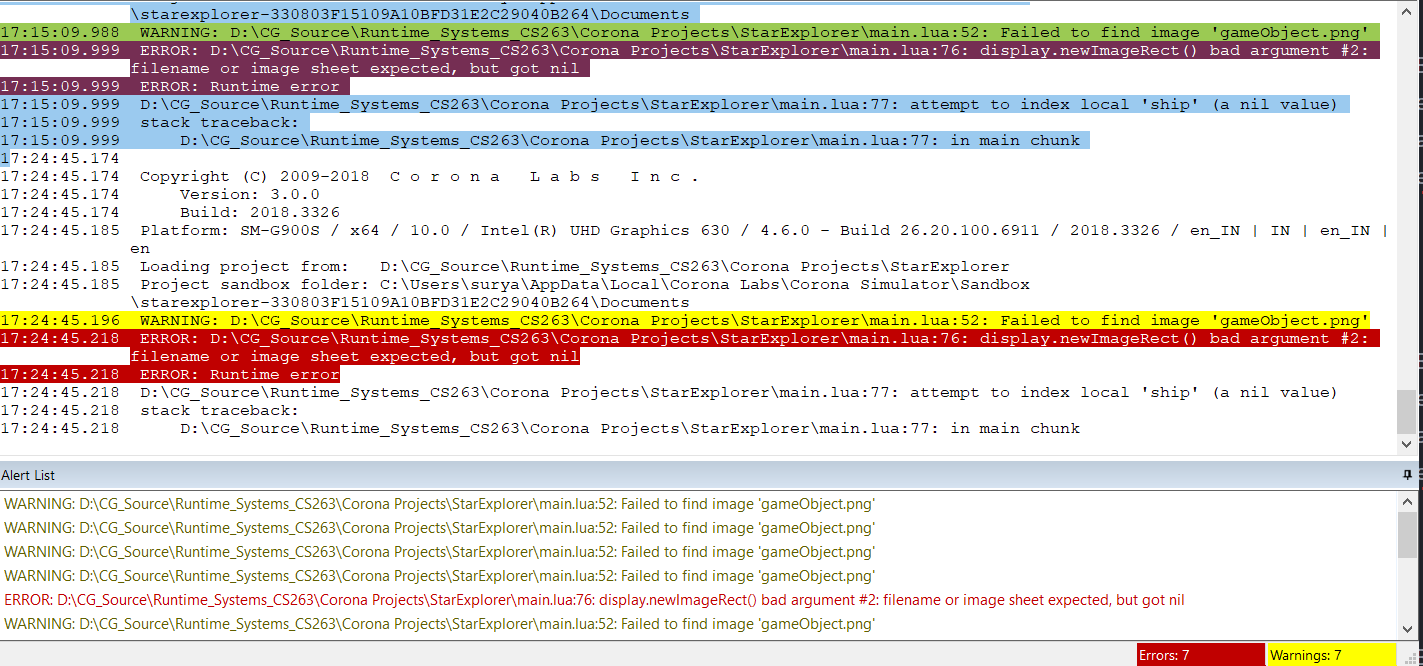 \starexplorer-330803F15109A10BFD31E2C29040B264\Documents
17:15:09.988 WARNING: D:\CG_Source\Runtime_Systems_CS263\Corona Projects\StarExplorer\main.lua:52: Failed to find image 'gameObject.png'
17:15:09.999 ERROR: D:\CG_Source\Runtime_Systems_CS263\Corona Projects\StarExplorer\main.lua:76: display.newImageRect() bad argument #2:
filename or image sheet expected, but got nil
17:15:09.999 ERROR: Runtime error
17:15:09.999 D:\CG_Source\Runtime_Systems_CS263\Corona Projects\StarExplorer\main.lua:77: attempt to index local 'ship' (a nil value)
17:15:09.999 stack traceback:
17:15:09.999 D:\CG_Source\Runtime_Systems_CS263\Corona Projects\StarExplorer\main.lua:77: in main chunk
17:24:45.174
17:24:45.174 Copyright (C) 2009-2018 C o r o n a L a b s I n c .
17:24:45.174 Version: 3.0.0
17:24:45.174 Build: 2018.3326
17:24:45.185 Platform: SM-G900S / x64 / 10.0 / Intel(R) UHD Graphics 630 / 4.6.0 - Build 26.20.100.6911 / 2018.3326 / en_IN | IN | en_IN |
en
17:24:45.185 Loading project from: D:\CG_Source\Runtime_Systems_CS263\Corona Projects\StarExplorer
17:24:45.185 Project sandbox folder: C:\Users\surya\AppData\Local\Corona Labs\Corona Simulator\Sandbox
\starexplorer-330803F15109A10BFD31E2C29040B264\Documents
17:24:45.196 WARNING: D:\CG_Source\Runtime_Systems_CS263\Corona Projects\StarExplorer\main.lua:52: Failed to find image 'gameObject.png'
17:24:45.218 ERROR: D:\CG_Source\Runtime_Systems_CS263\Corona Projects\StarExplorer\main.lua:76: display.newImageRect() bad argument #2:
filename or image sheet expected, but got nil
17:24:45.218 ERROR: Runtime error
17:24:45.218 D:\CG_Source\Runtime_Systems_CS263\Corona Projects\StarExplorer\main.lua:77: attempt to index local 'ship' (a nil value)
17:24:45.218 stack traceback:
17:24:45.218 D:\CG_Source\Runtime_Systems_CS263\Corona Projects\StarExplorer\main.lua:77: in main chunk
Alert List
WARNING: D:\CG_Source\Runtime_Systems_CS263\Corona Projects\StarExplorer\main.lua:52: Failed to find image 'gameObject.png'
WARNING: D:\CG_Source\Runtime_Systems_CS263\Corona Projects\StarExplorer\main.lua:52: Failed to find image 'gameObject.png'
WARNING: D:\CG_Source\Runtime_Systems_CS263\Corona Projects\StarExplorer\main.lua:52: Failed to find image 'gameObject.png'
WARNING: D:\CG_Source\Runtime_Systems_CS263\Corona Projects\StarExplorer\main.lua:52: Failed to find image 'gameObject.png'
ERROR: D:\CG_Source\Runtime_Systems_CS263\Corona Projects\StarExplorer\main.lua:76: display.newImageRect() bad argument #2: filename or image sheet expected, but got nil
WARNING: D:\CG_Source\Runtime_Systems_CS263\Corona Projects\StarExplorer\main.lua:52: Failed to find image 'gameObject.png'
Errors: 7
Warnings: 7